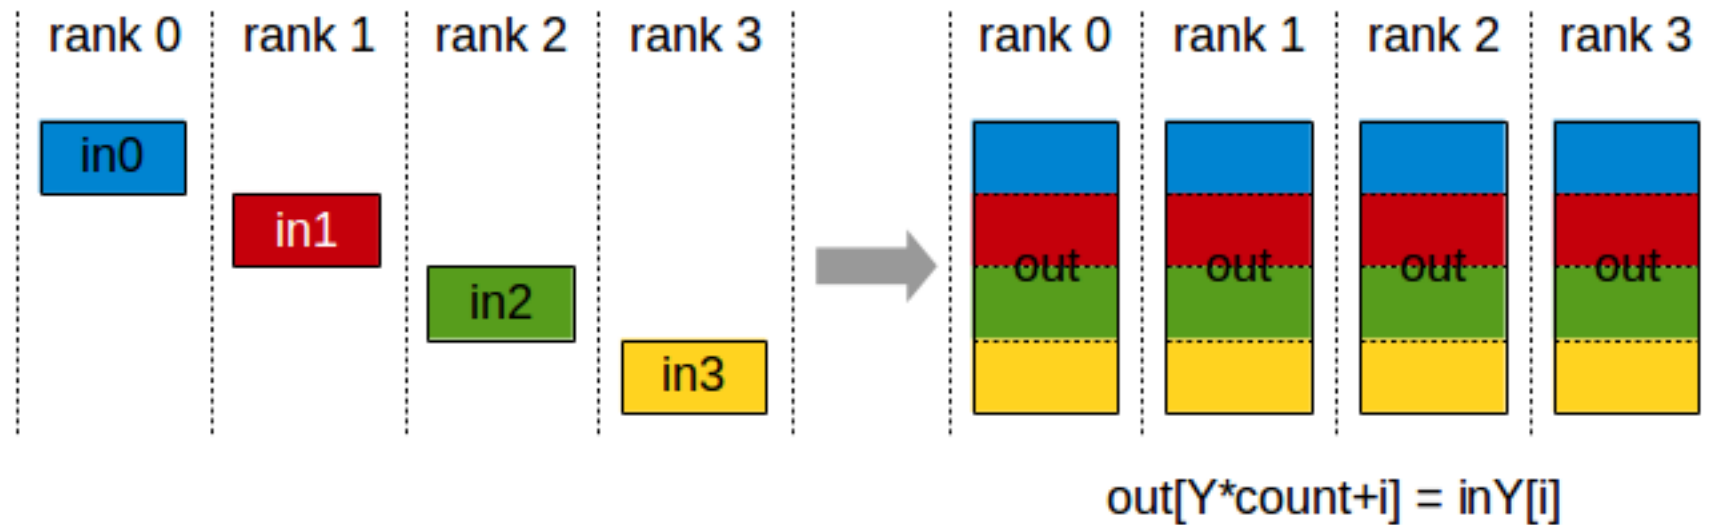 rank 0 rank 1 rank 2 rank 3 rank 0 rank 1 rank 2 rank 3
in0
in1
out out out out
in2
in3
out[Y*count+i] = inY[i]